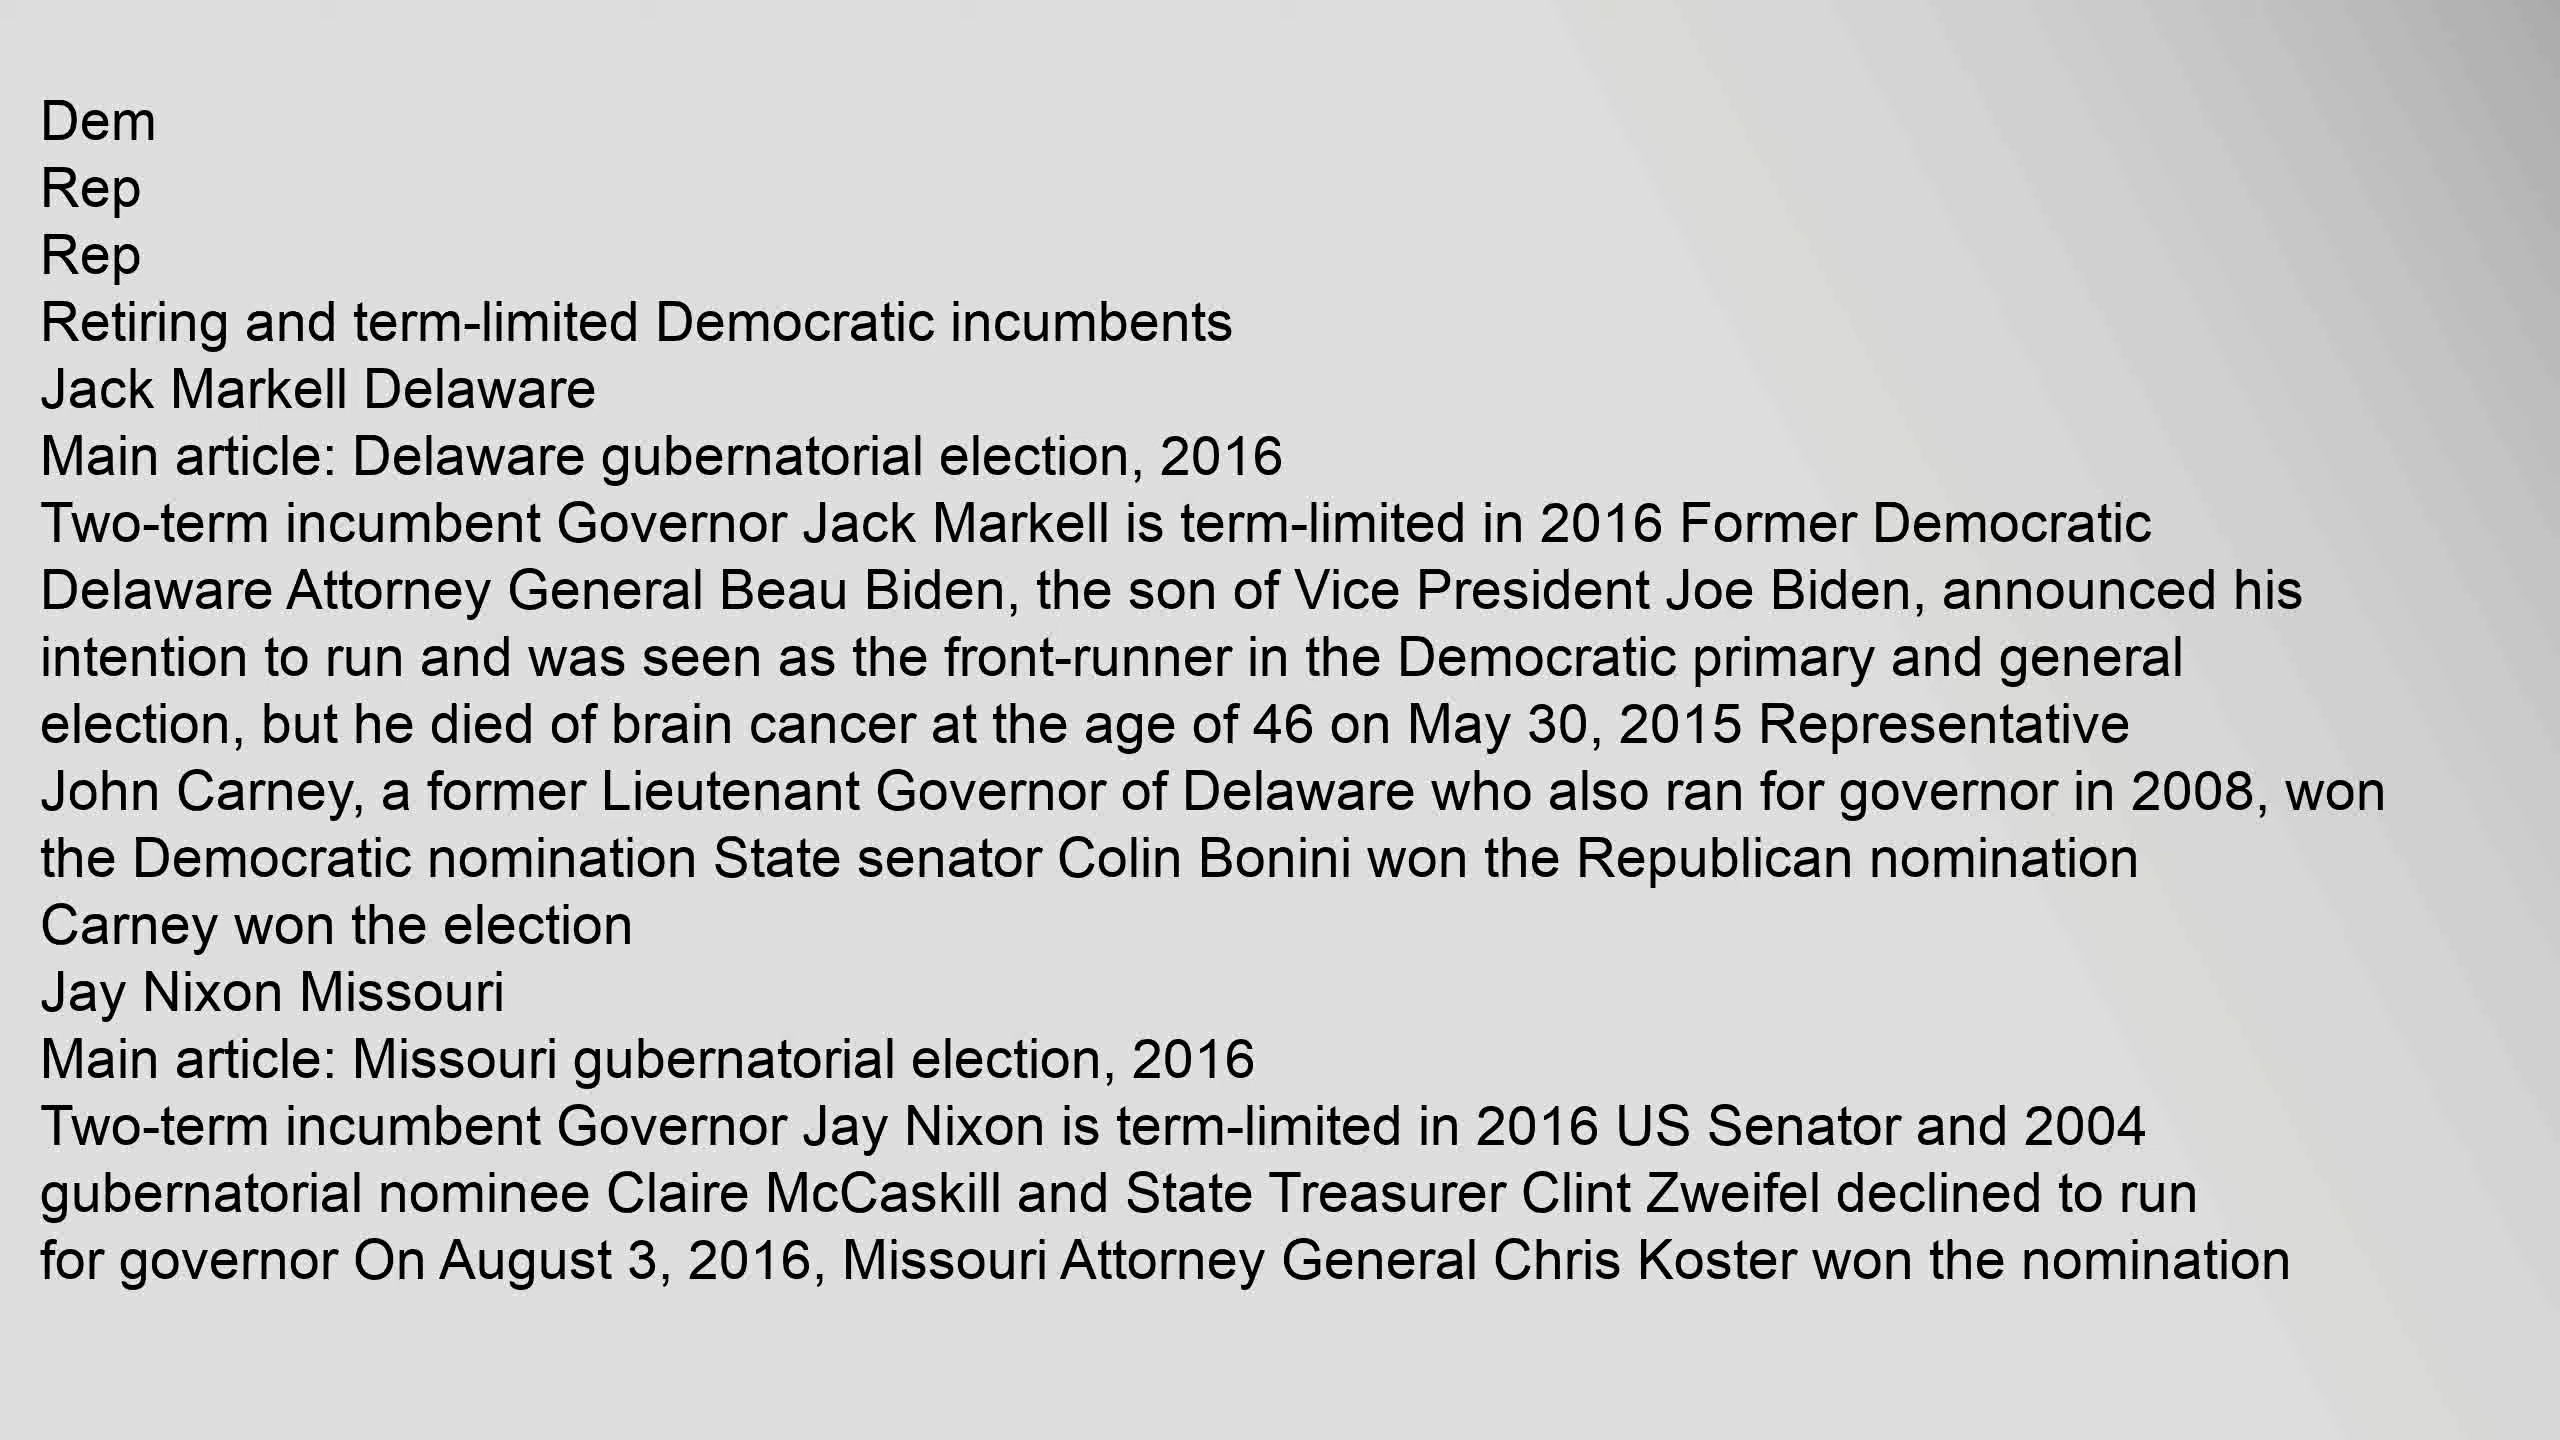 Dem
Rep
Rep
Retiring and term-limited Democratic incumbents
Jack Markell Delaware
Main article: Delaware gubernatorial election, 2016
Two-term incumbent Governor Jack Markell is term-limited in 2016 Former Democratic
Delaware Attorney General Beau Biden, the son of Vice President Joe Biden, announced his
intention to run and was seen as the front-runner in the Democratic primary and general
election, but he died of brain cancer at the age of 46 on May 30, 2015 Representative
John Carney, a former Lieutenant Governor of Delaware who also ran for governor in 2008, won
the Democratic nomination State senator Colin Bonini won the Republican nomination
Carney won the election
Jay Nixon Missouri
Main article: Missouri gubernatorial election, 2016
Two-term incumbent Governor Jay Nixon is term-limited in 2016 US Senator and 2004
gubernatorial nominee Claire McCaskill and State Treasurer Clint Zweifel declined to run
for governor On August 3, 2016, Missouri Attorney General Chris Koster won the nomination